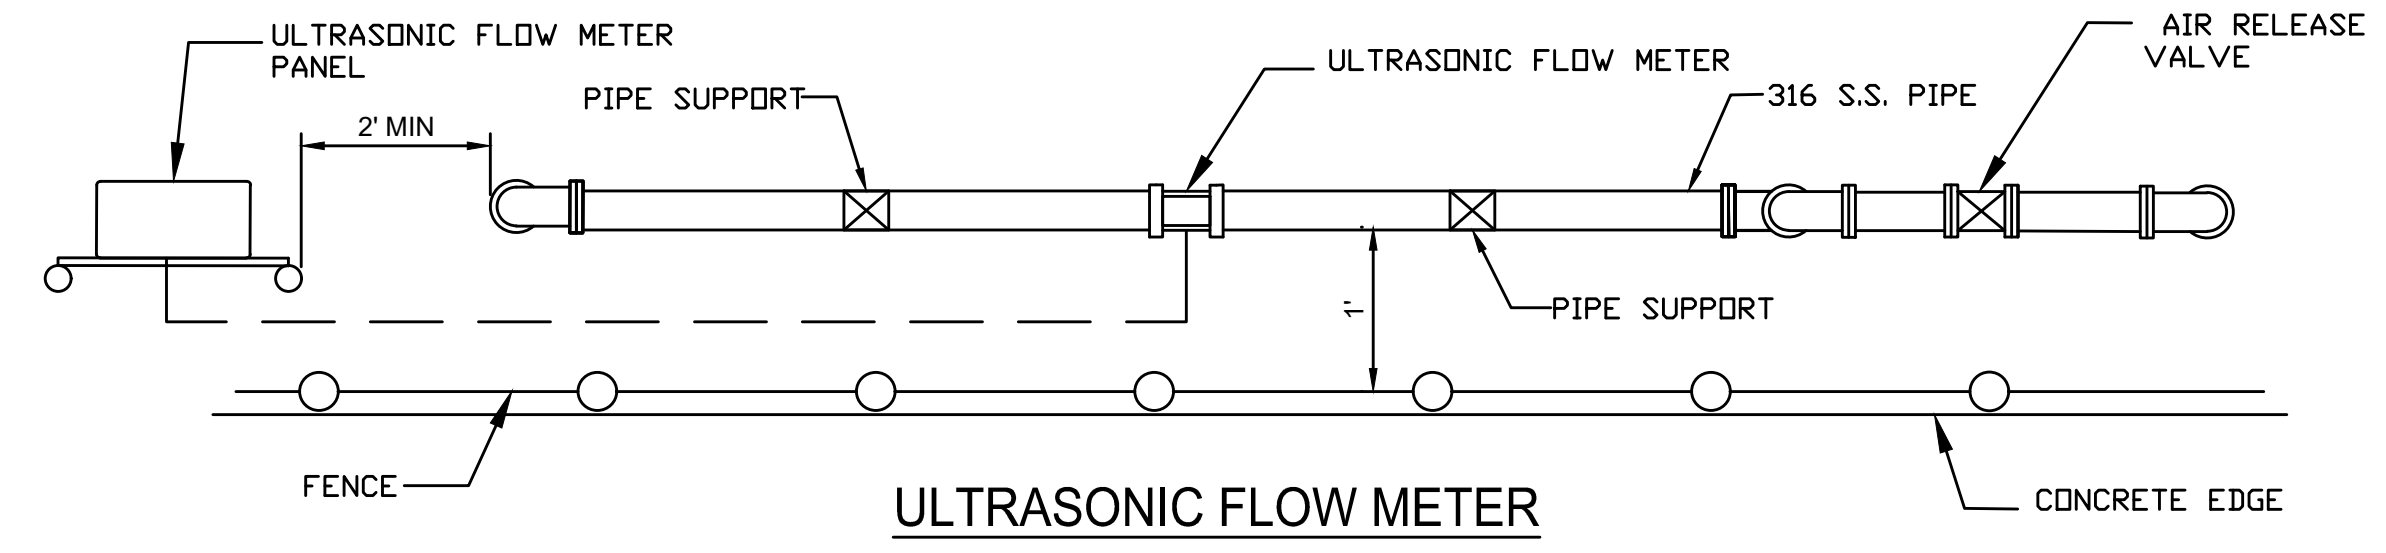 ULTRASONIC FLOW METER
PANEL
2' MIN
PIPE SUPPORT
ULTRASONIC FLOW METER
316 S.S. PIPE
AIR RELEASE
VALVE
1'
PIPE SUPPORT
FENCE
CONCRETE EDGE
ULTRASONIC FLOW METER